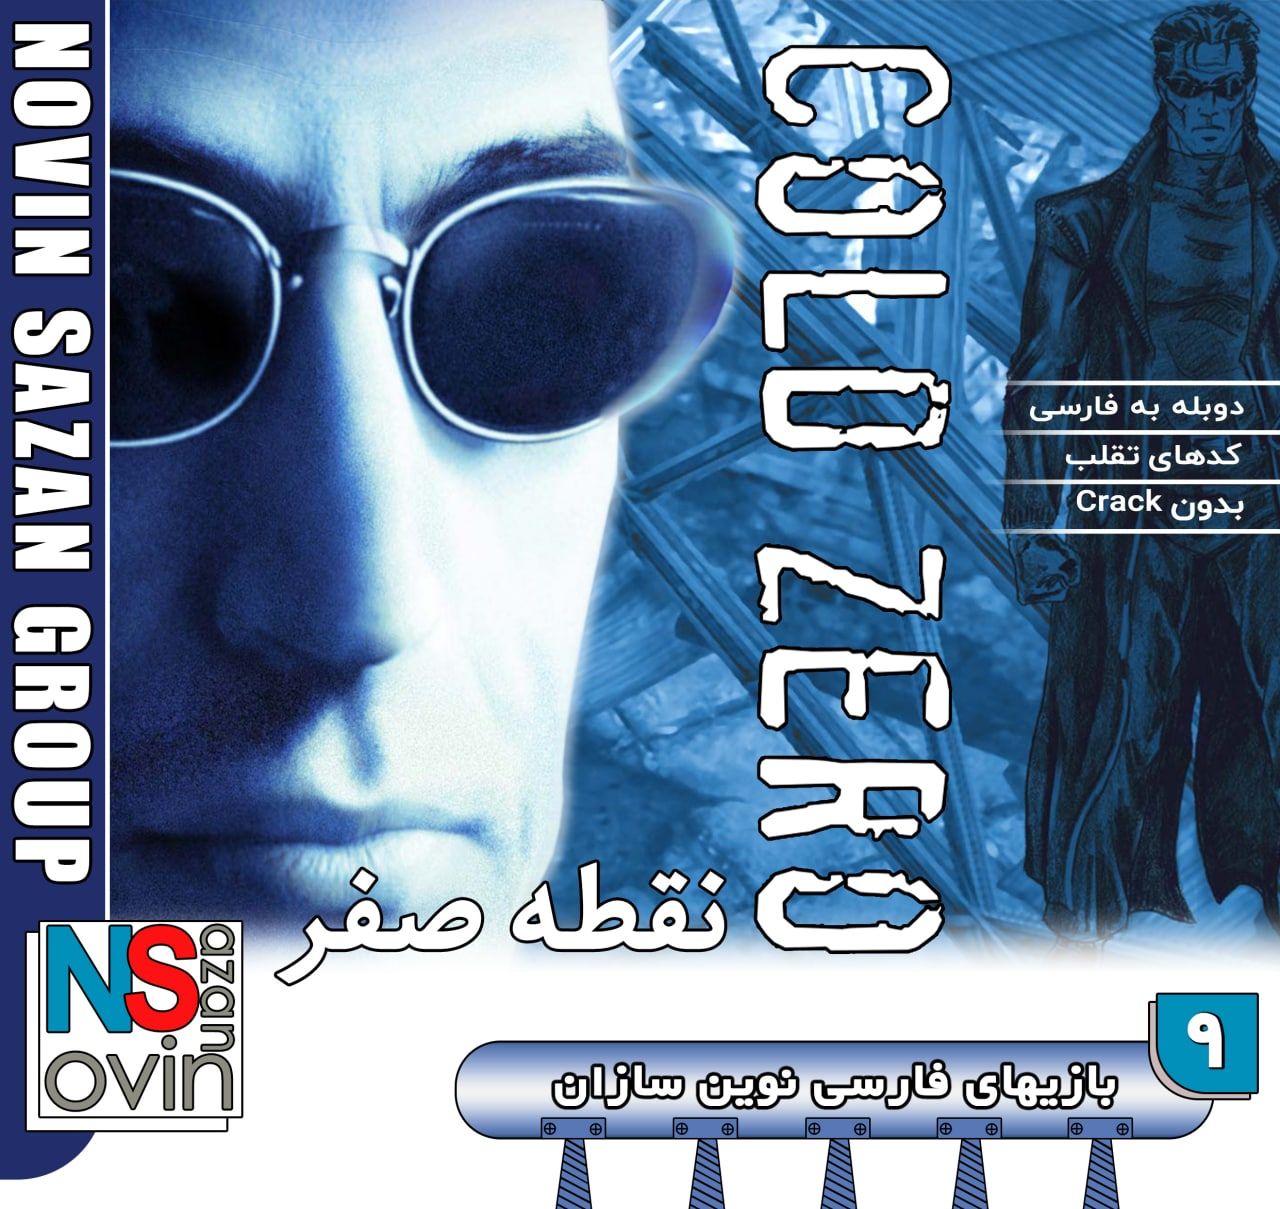 NOVIN SAZAN GROUP
COLD ZERO
دوبله به فارسی
کدهای تقلب
بدون Crack
نقطه صفر
NS
ovin
azan
۹
بازیهای فارسی نوین سازان